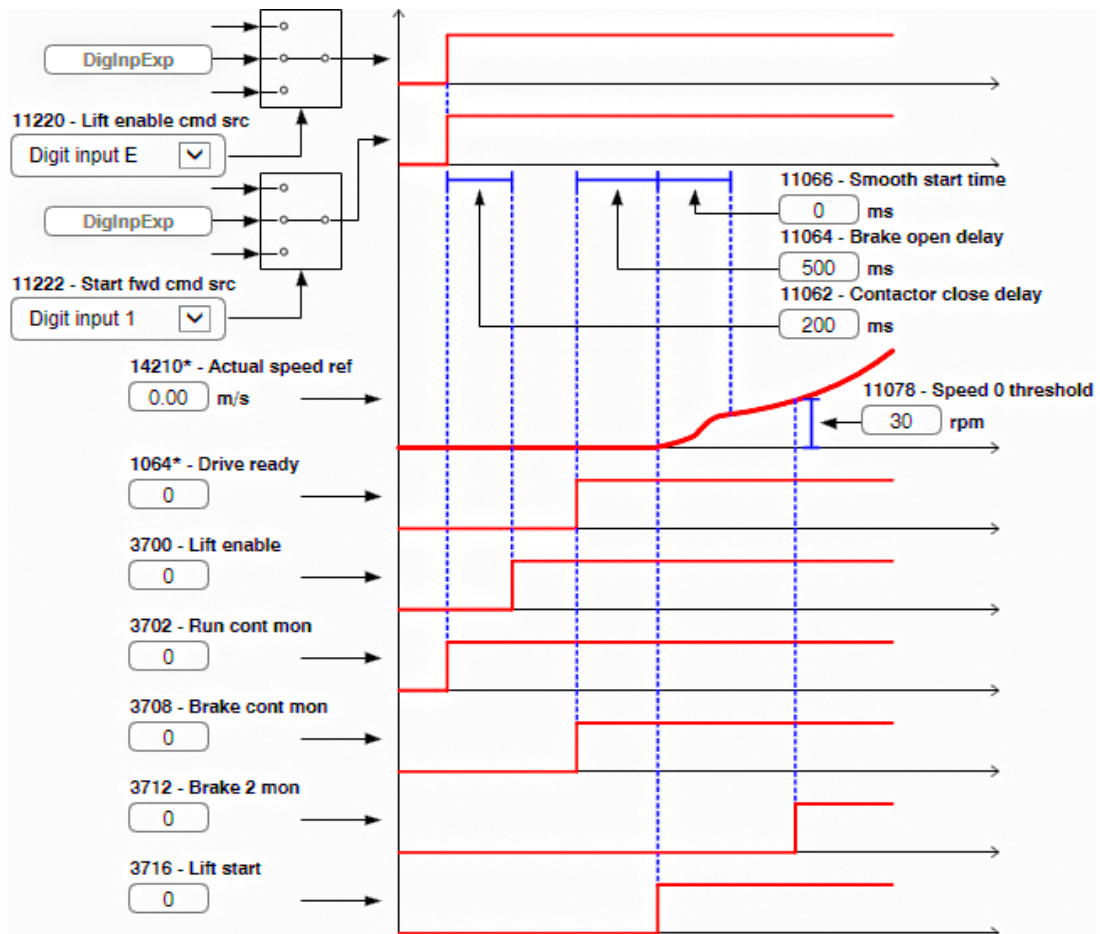 DigInpExp
11220 - Lift enable cmd src
Digit input E
DigInpExp
11222 - Start fwd cmd src
Digit input 1
11066 - Smooth start time
0 ms
11064 - Brake open delay
500 ms
11062 - Contactor close delay
200 ms
14210* - Actual speed ref
0.00 m/s
11078 - Speed 0 threshold
30 rpm
1064* - Drive ready
0
3700 - Lift enable
0
3702 - Run cont mon
0
3708 - Brake cont mon
0
3712 - Brake 2 mon
0
3716 - Lift start
0